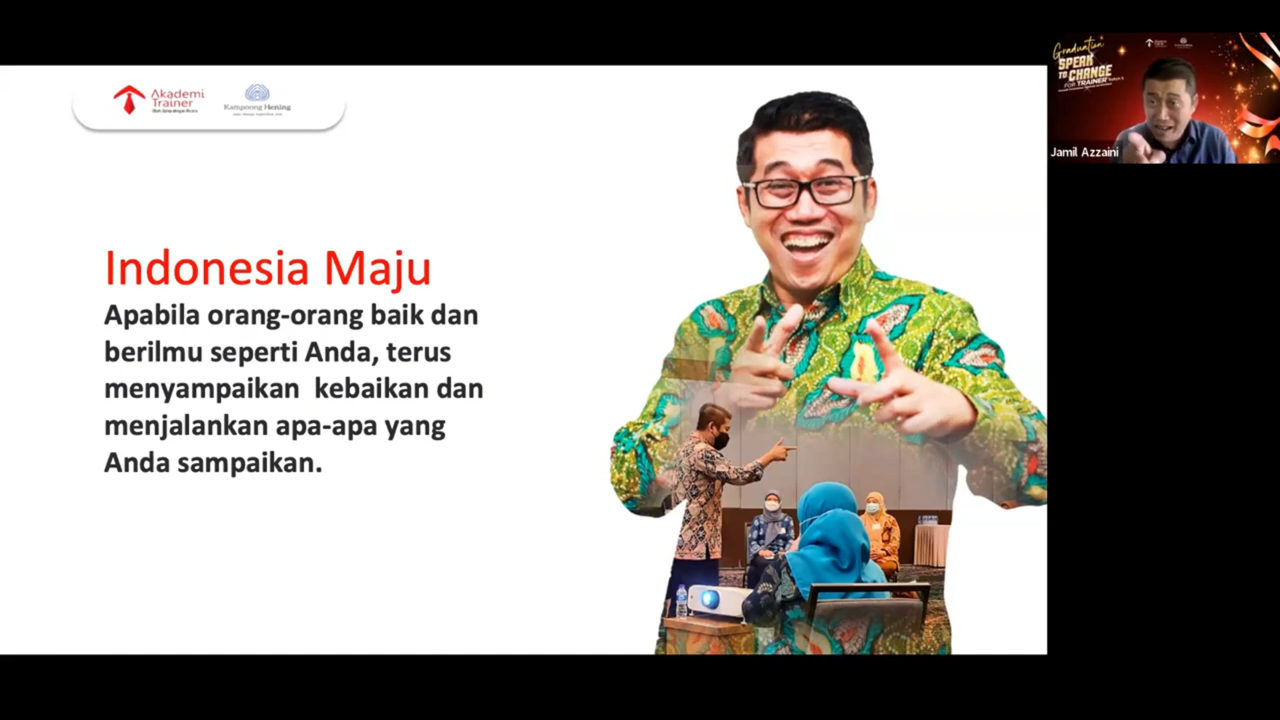 Akademi
Trainer
Kampoong Hening
Indonesia Maju
Apabila orang-orang baik dan
berilmu seperti Anda, terus
menyampaikan kebaikan dan
menjalankan apa-apa yang
Anda sampaikan.
Graduation
SPEAK
TO CHANGE
FOR TRAINER
Jamil Azzaini